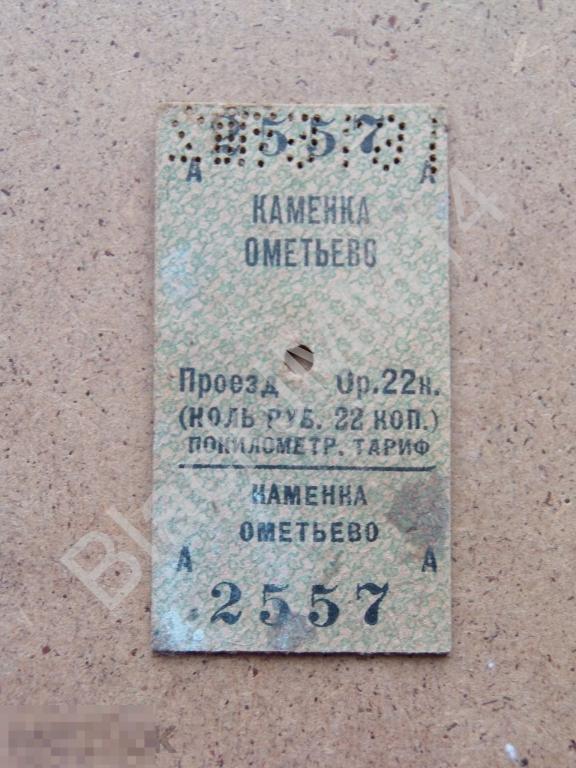 2557
А А
КАМЕНКА
ОМЕТЬЕВО
Проезд 0р.22к.
(НОЛЬ РУБ. 22 КОП.)
ПОКИЛОМЕТР. ТАРИФ
КАМЕНКА
ОМЕТЬЕВО
А А
2557